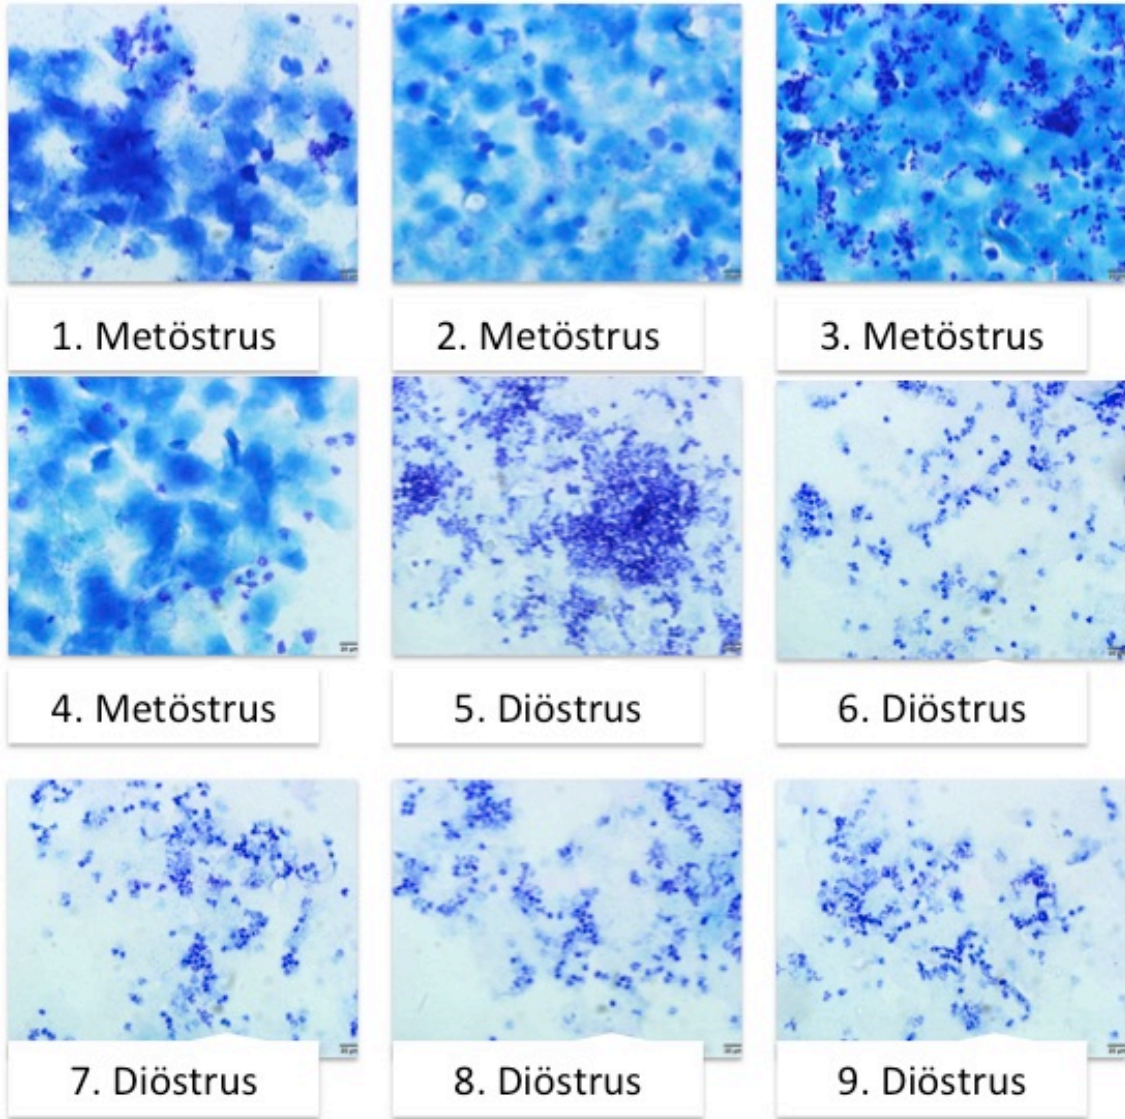 1. Metöstrus
2. Metöstrus
3. Metöstrus
4. Metöstrus
5. Diöstrus
6. Diöstrus
7. Diöstrus
8. Diöstrus
9. Diöstrus